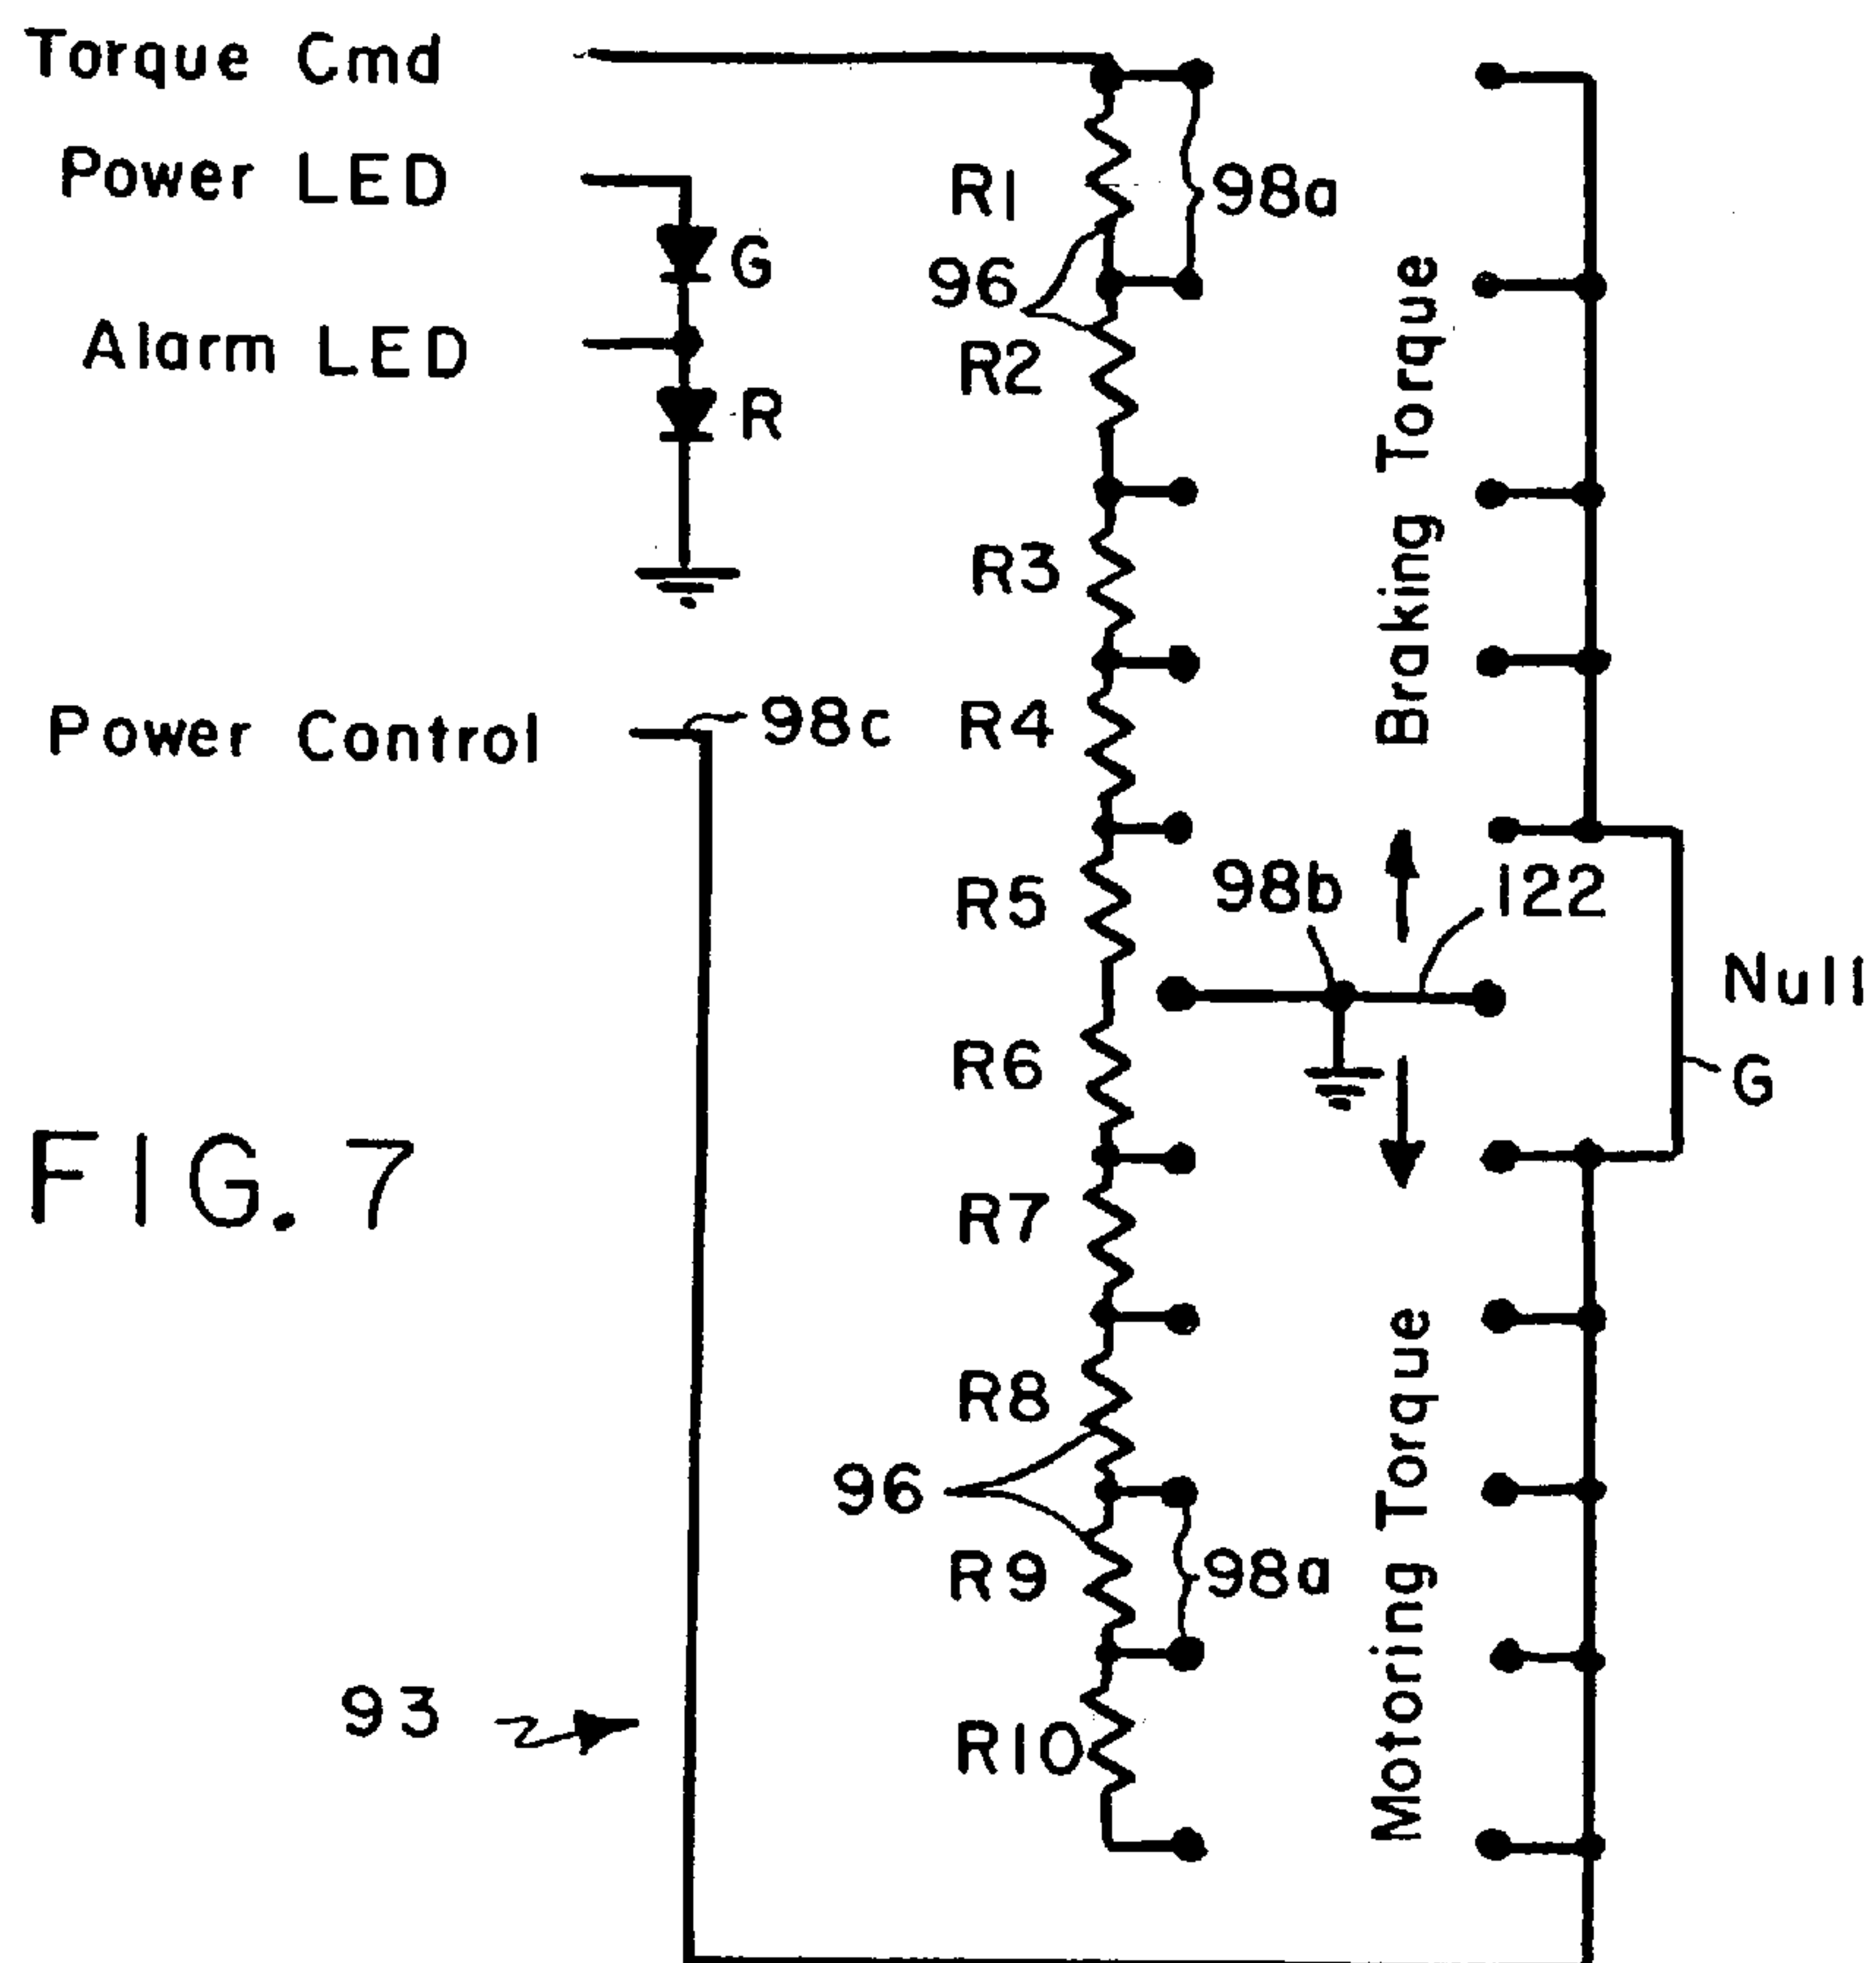 Torque Cmd
Power LED
G
Alarm LED
R
Power Control
98c
R1
98a
96
R2
R3
R4
R5
98b
122
Null
G
R6
R7
R8
96
R9
98a
R10
93
Braking Torque
Motoring Torque
FIG. 7